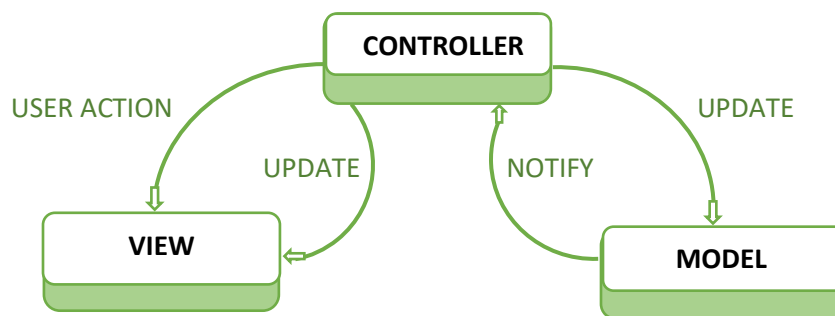 CONTROLLER
USER ACTION
UPDATE
UPDATE
NOTIFY
VIEW
MODEL